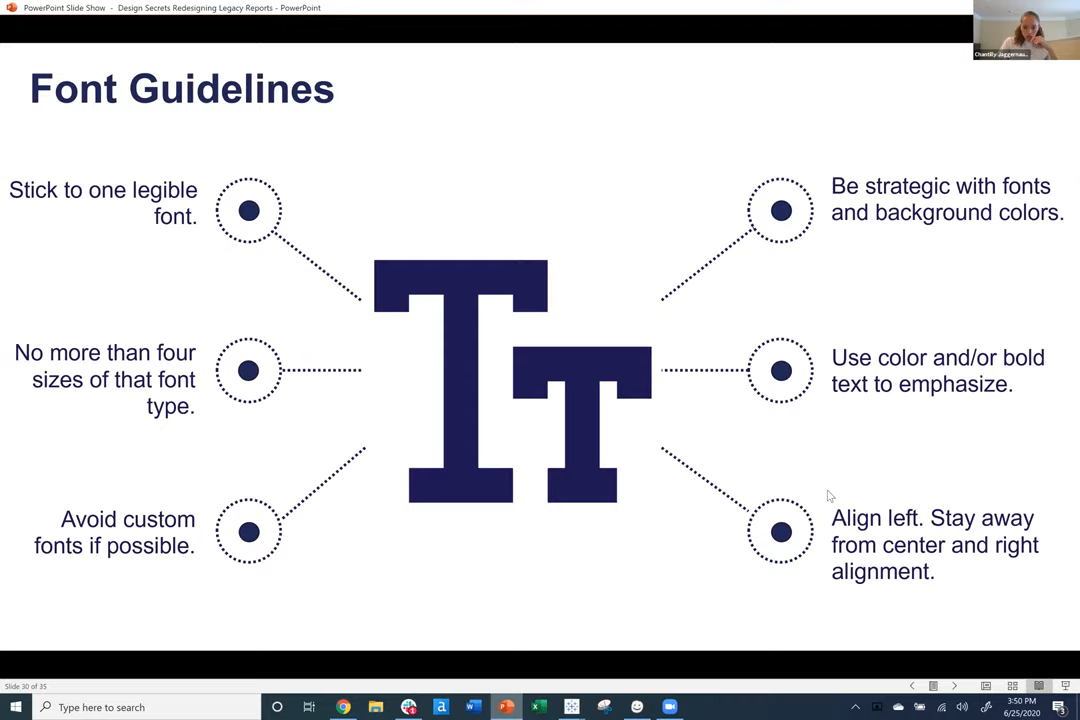 PowerPoint Slide Show - Design Secrets Redesigning Legacy Reports - PowerPoint
Chantilly Jaggernau...
Font Guidelines
Stick to one legible
font.
No more than four
sizes of that font
type.
Avoid custom
fonts if possible.
Tt
Be strategic with fonts
and background colors.
Use color and/or bold
text to emphasize.
Align left. Stay away
from center and right
alignment.
Slide 30 of 35
Type here to search
3:50 PM
6/25/2020